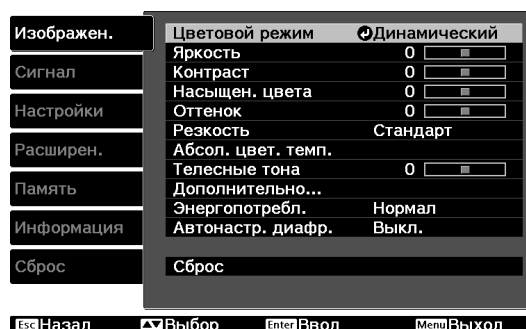 Изображен.
Сигнал
Настройки
Расширен.
Память
Информация
Сброс
Цветовой режим Динамический
Яркость 0
Контраст 0
Насыщен. цвета 0
Оттенок 0
Резкость Стандарт
Абсол. цвет. темп.
Телесные тона 0
Дополнительно...
Энергопотребл. Нормал
Автонастр. диафр. Выкл.
Сброс
Esc Назад Выбор Enter Ввод Menu Выход